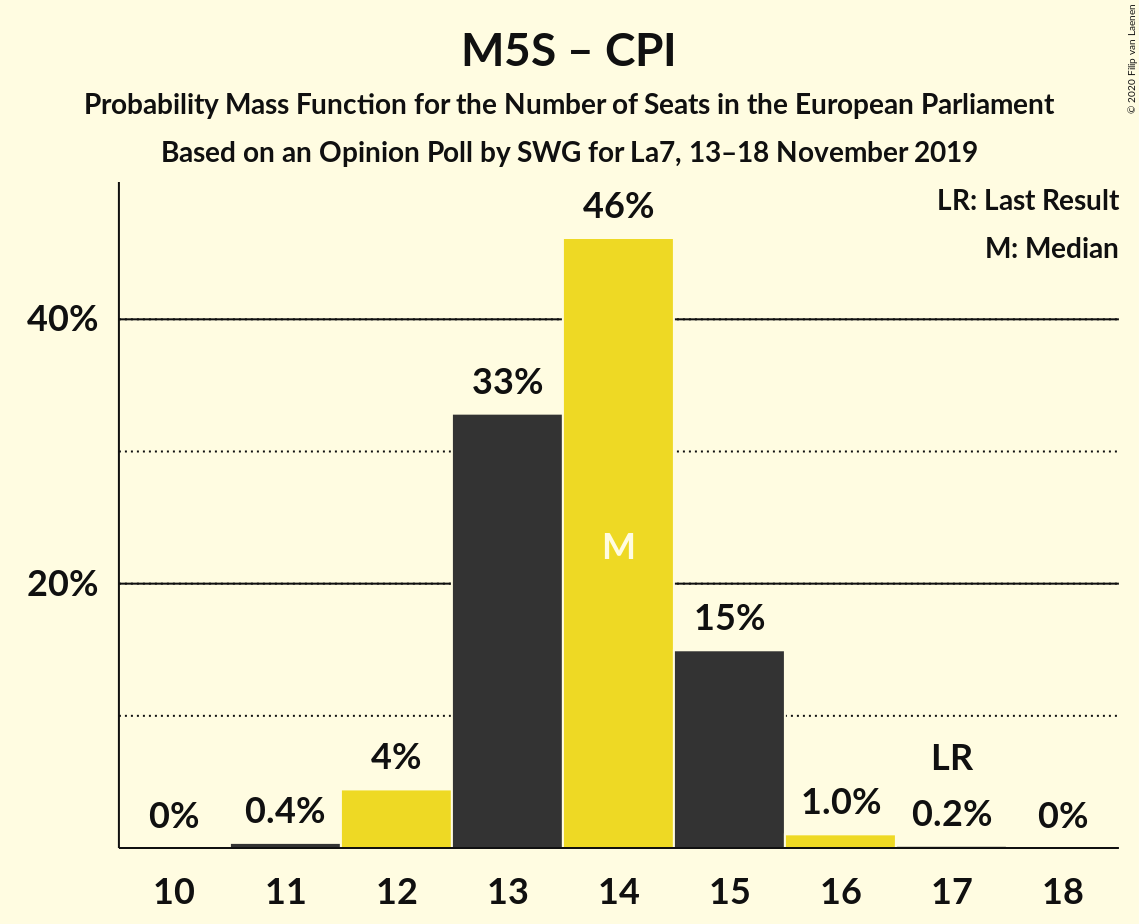 M5S – CPI
Probability Mass Function for the Number of Seats in the European Parliament
Based on an Opinion Poll by SWG for La7, 13–18 November 2019
© 2020 Filip van Laenen
LR: Last Result
M: Median
40%
20%
0%
0.4%
4%
33%
46%
M
15%
1.0%
LR
0.2%
0%
10 11 12 13 14 15 16 17 18